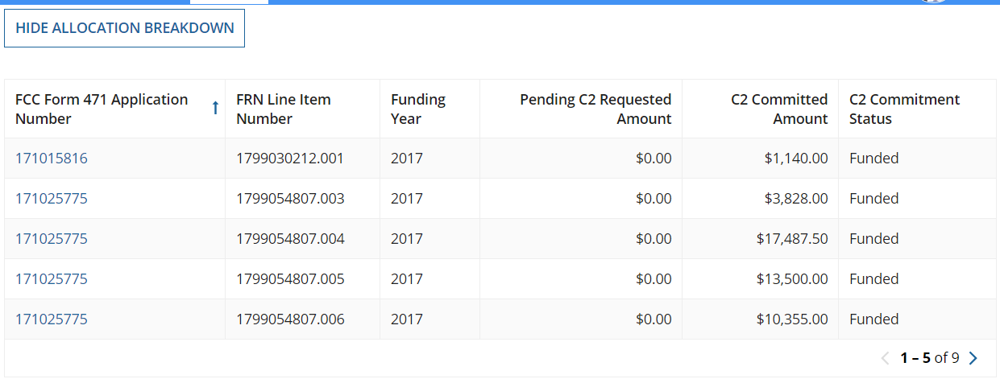 HIDE ALLOCATION BREAKDOWN
FCC Form 471 Application Number FRN Line Item Number Funding Year Pending C2 Requested Amount C2 Committed Amount C2 Commitment Status
171015816 1799030212.001 2017 $0.00 $1,140.00 Funded
171025775 1799054807.003 2017 $0.00 $3,828.00 Funded
171025775 1799054807.004 2017 $0.00 $17,487.50 Funded
171025775 1799054807.005 2017 $0.00 $13,500.00 Funded
171025775 1799054807.006 2017 $0.00 $10,355.00 Funded
1 – 5 of 9